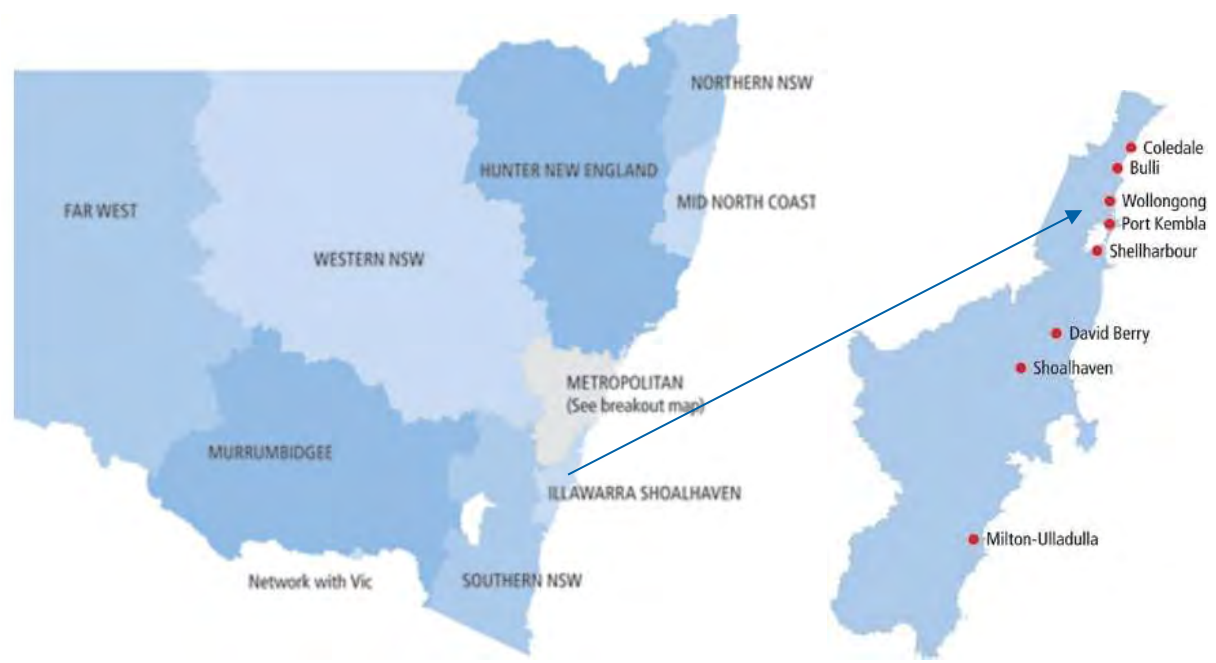 NORTHERN NSW
HUNTER NEW ENGLAND
MID NORTH COAST
FAR WEST
WESTERN NSW
METROPOLITAN
(See breakout map)
MURRUMBIDGEE
ILLAWARRA SHOALHAVEN
Network with Vic
SOUTHERN NSW
Coledale
Bulli
Wollongong
Port Kembla
Shellharbour
David Berry
Shoalhaven
Milton-Ulladulla